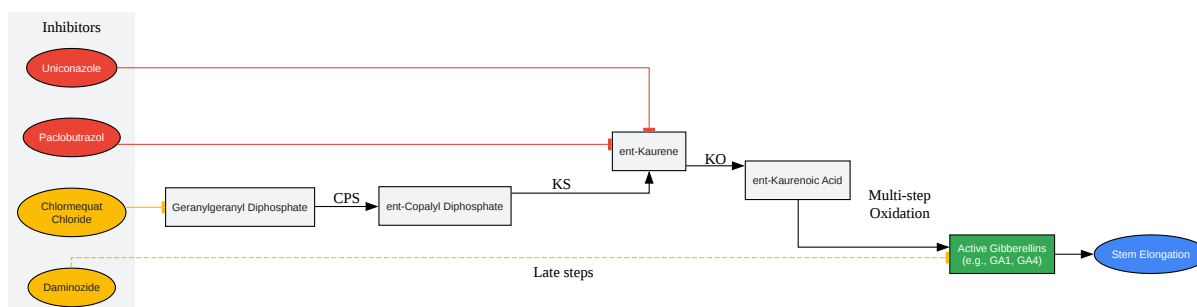 Inhibitors
Uniconazole
Paclobutrazol
ent-Kaurene
KO
ent-Kaurenoic Acid
KS
CPS
Chlormequat
Chloride
Geranylgeranyl Diphosphate
ent-Copalyl Diphosphate
Multi-step
Oxidation
Active Gibberellins
(e.g., GA1, GA4)
Stem Elongation
Late steps
Daminozide